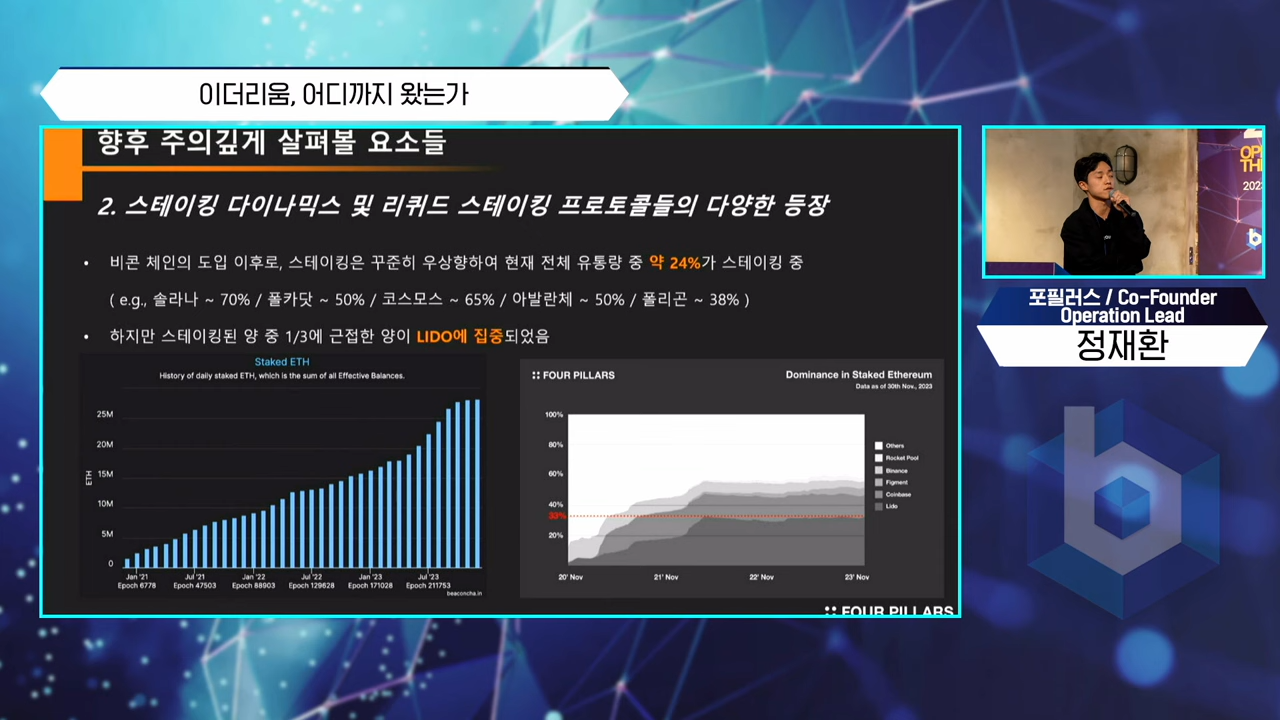 이더리움, 어디까지 왔는가
향후 주의깊게 살펴볼 요소들
2. 스테이킹 다이나믹스 및 리퀴드 스테이킹 프로토콜들의 다양한 등장
• 비콘 체인의 도입 이후로, 스테이킹은 꾸준히 우상향하여 현재 전체 유통량 중 약 24%가 스테이킹 중
( e.g., 솔라나 ~ 70% / 폴카닷 ~ 50% / 코스모스 ~ 65% / 아발란체 ~ 50% / 폴리곤 ~ 38% )
• 하지만 스테이킹된 양 중 1/3에 근접한 양이 LIDO에 집중되었음
Staked ETH
History of daily staked ETH, which is the sum of all Effective Balances.
25M
20M
15M
10M
5M
0
ETH
Jan '21 Jul '21 Jan '22 Jul '22 Jan '23 Jul '23
Epoch 6778 Epoch 47503 Epoch 88903 Epoch 129628 Epoch 171028 Epoch 211753
beaconcha.in
FOUR PILLARS
Dominance in Staked Ethereum
Data as of 30th Nov., 2023
100%
80%
60%
40%
33%
20%
20' Nov 21' Nov 22' Nov 23' Nov
Others
Rocket Pool
Binance
Figment
Coinbase
Lido
FOUR PILLARS
포필러스 / Co-Founder
Operation Lead
정재환